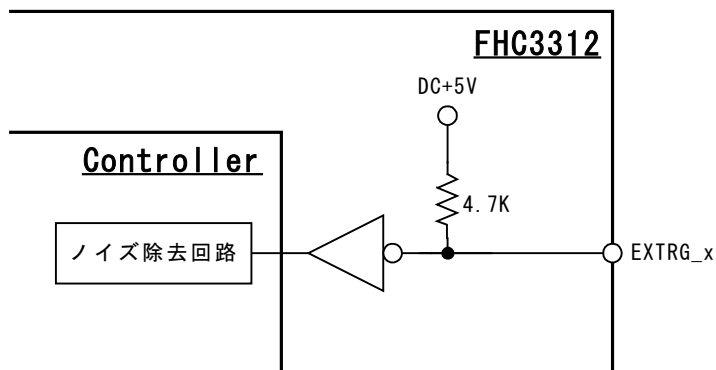 FHC3312
DC+5V
Controller
4.7K
ノイズ除去回路
EXTRG_x